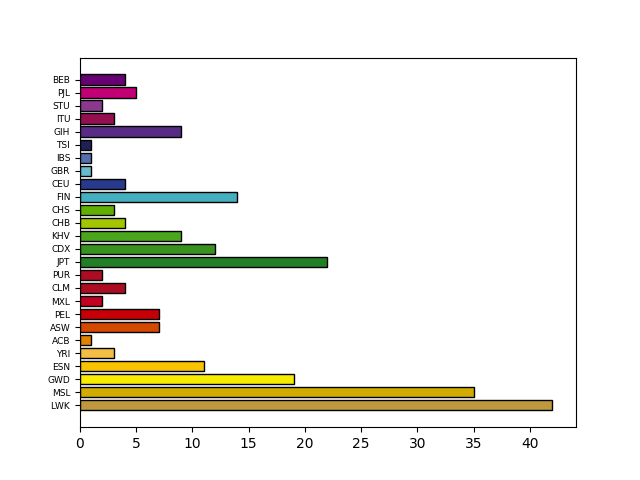 BEB
PJL
STU
ITU
GIH
TSI
IBS
GBR
CEU
FIN
CHS
CHB
KHV
CDX
JPT
PUR
CLM
MXL
PEL
ASW
ACB
YRI
ESN
GWD
MSL
LWK
0 5 10 15 20 25 30 35 40